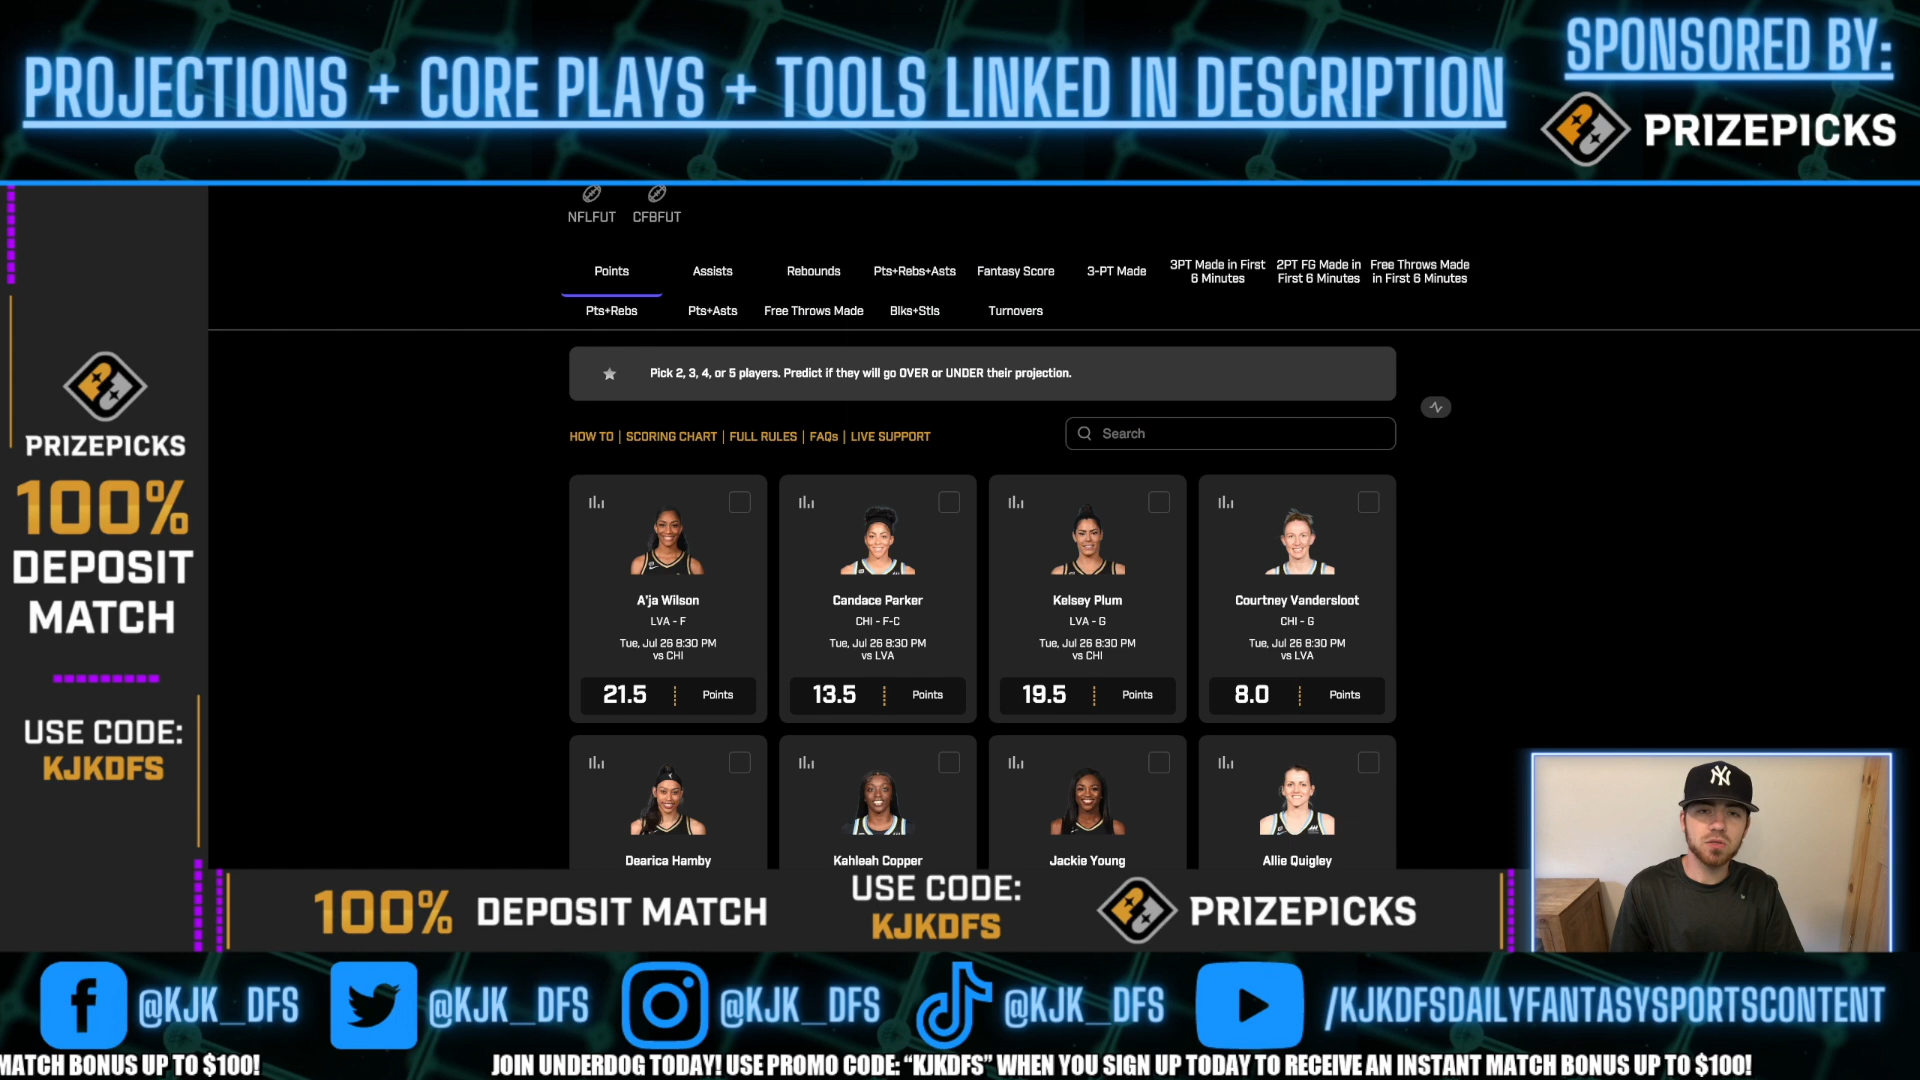 PROJECTIONS + CORE PLAYS + TOOLS LINKED IN DESCRIPTION
SPONSORED BY:
PRIZEPICKS
NFLFUT CFBFUT
Points Assists Rebounds Pts+Rebs+Asts Fantasy Score 3-PT Made 3PT Made in First 6 Minutes 2PT FG Made in First 6 Minutes Free Throws Made in First 6 Minutes
Pts+Rebs Pts+Asts Free Throws Made Blks+Stls Turnovers
Pick 2, 3, 4, or 5 players. Predict if they will go OVER or UNDER their projection.
HOW TO | SCORING CHART | FULL RULES | FAQs | LIVE SUPPORT
Search
A'ja Wilson
LVA - F
Tue, Jul 26 8:30 PM
vs CHI
21.5 Points
Candace Parker
CHI - F-C
Tue, Jul 26 8:30 PM
vs LVA
13.5 Points
Kelsey Plum
LVA - G
Tue, Jul 26 8:30 PM
vs CHI
19.5 Points
Courtney Vandersloot
CHI - G
Tue, Jul 26 8:30 PM
vs LVA
8.0 Points
Dearica Hamby
Kahleah Copper
Jackie Young
Allie Quigley
PRIZEPICKS
100%
DEPOSIT
MATCH
USE CODE:
KJKDFS
100% DEPOSIT MATCH
USE CODE:
KJKDFS
PRIZEPICKS
NY
@KJK_DFS @KJK_DFS @KJK_DFS @KJK_DFS /KJKDFSDAILYFANTASYSPORTSCONTENT
MATCH BONUS UP TO $100! JOIN UNDERDOG TODAY! USE PROMO CODE: “KJKDFS” WHEN YOU SIGN UP TODAY TO RECEIVE AN INSTANT MATCH BONUS UP TO $100!